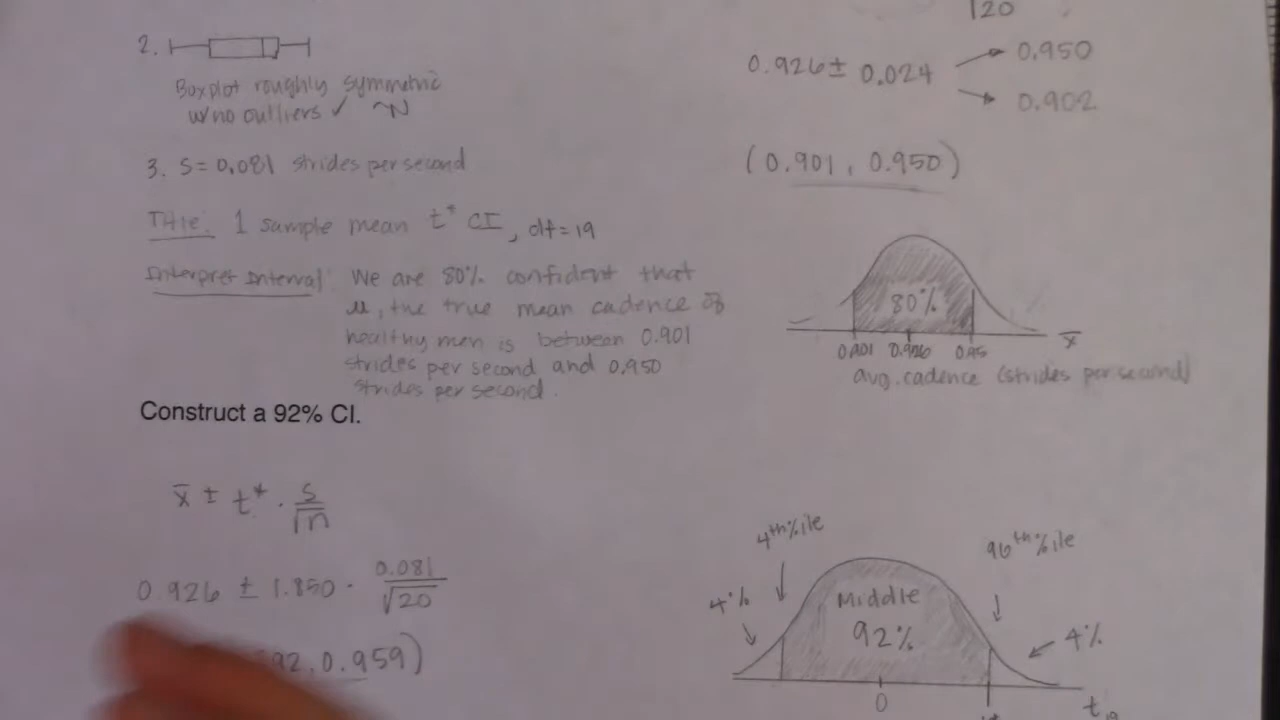 2.
Boxplot roughly symmetric
w/no outliers ✓ ~N
3. S = 0.081 strides per second
Title: 1 sample mean t* CI, df = 19
Interpret Interval: We are 80% confident that
μ, the true mean cadence of
healthy men is between 0.901
strides per second and 0.950
strides per second.
120
0.926 ± 0.024
0.950
0.902
(0.901, 0.950)
80%
0.901 0.926 0.95 x̄
avg. cadence (strides per second)
Construct a 92% CI.
x̄ ± t* · s/√n
0.926 ± 1.850 · 0.081/√20
92, 0.959)
4th %ile
96th %ile
4%
Middle
92%
4%
0